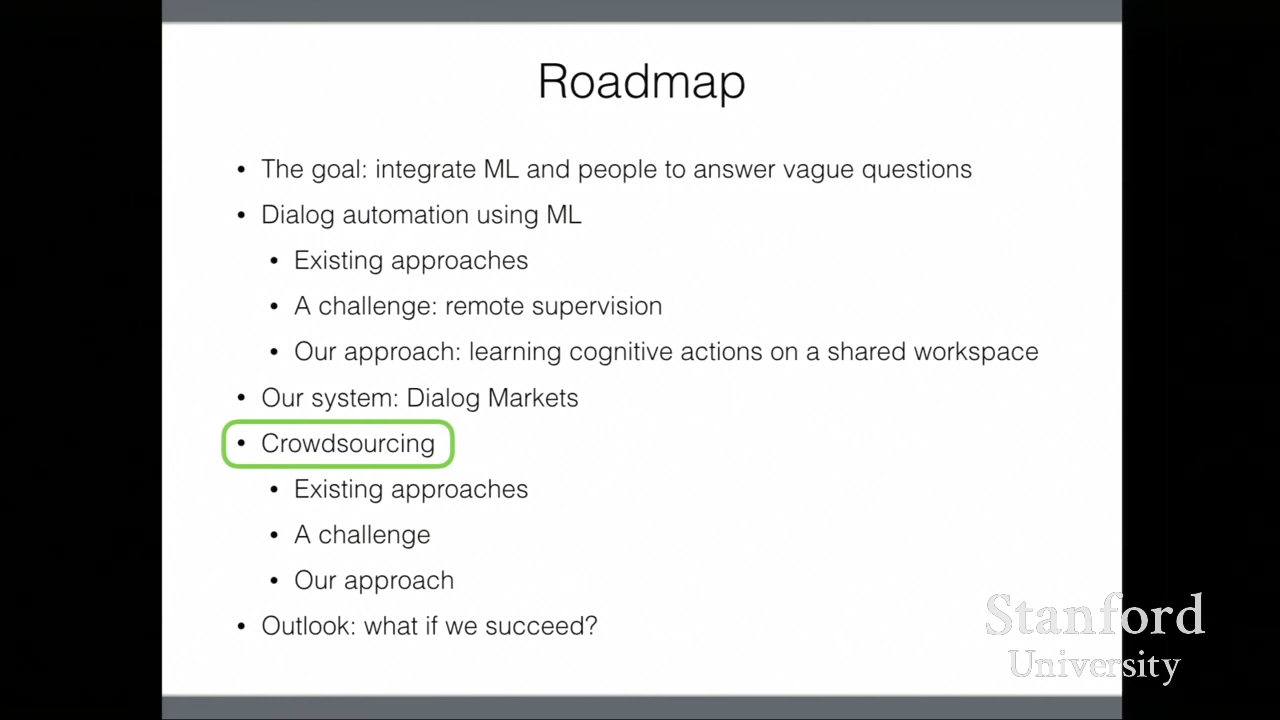 Roadmap
• The goal: integrate ML and people to answer vague questions
• Dialog automation using ML
• Existing approaches
• A challenge: remote supervision
• Our approach: learning cognitive actions on a shared workspace
• Our system: Dialog Markets
• Crowdsourcing
• Existing approaches
• A challenge
• Our approach
• Outlook: what if we succeed?
Stanford
University